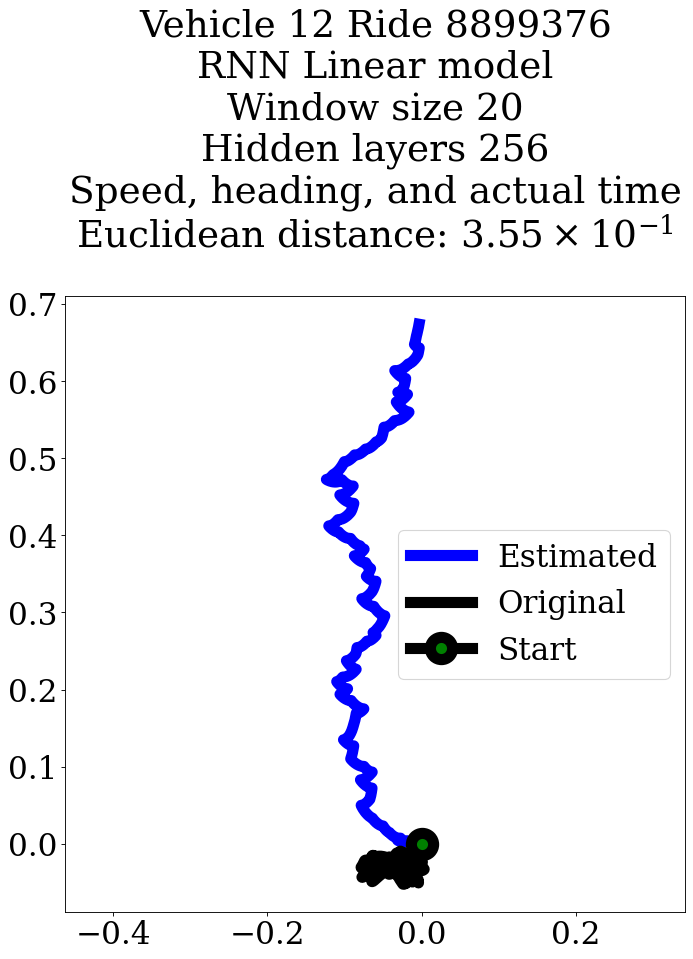 Vehicle 12 Ride 8899376
RNN Linear model
Window size 20
Hidden layers 256
Speed, heading, and actual time
Euclidean distance: 3.55 × 10⁻¹
0.7
0.6
0.5
0.4
0.3
0.2
0.1
0.0
Estimated
Original
Start
−0.4
−0.2
0.0
0.2